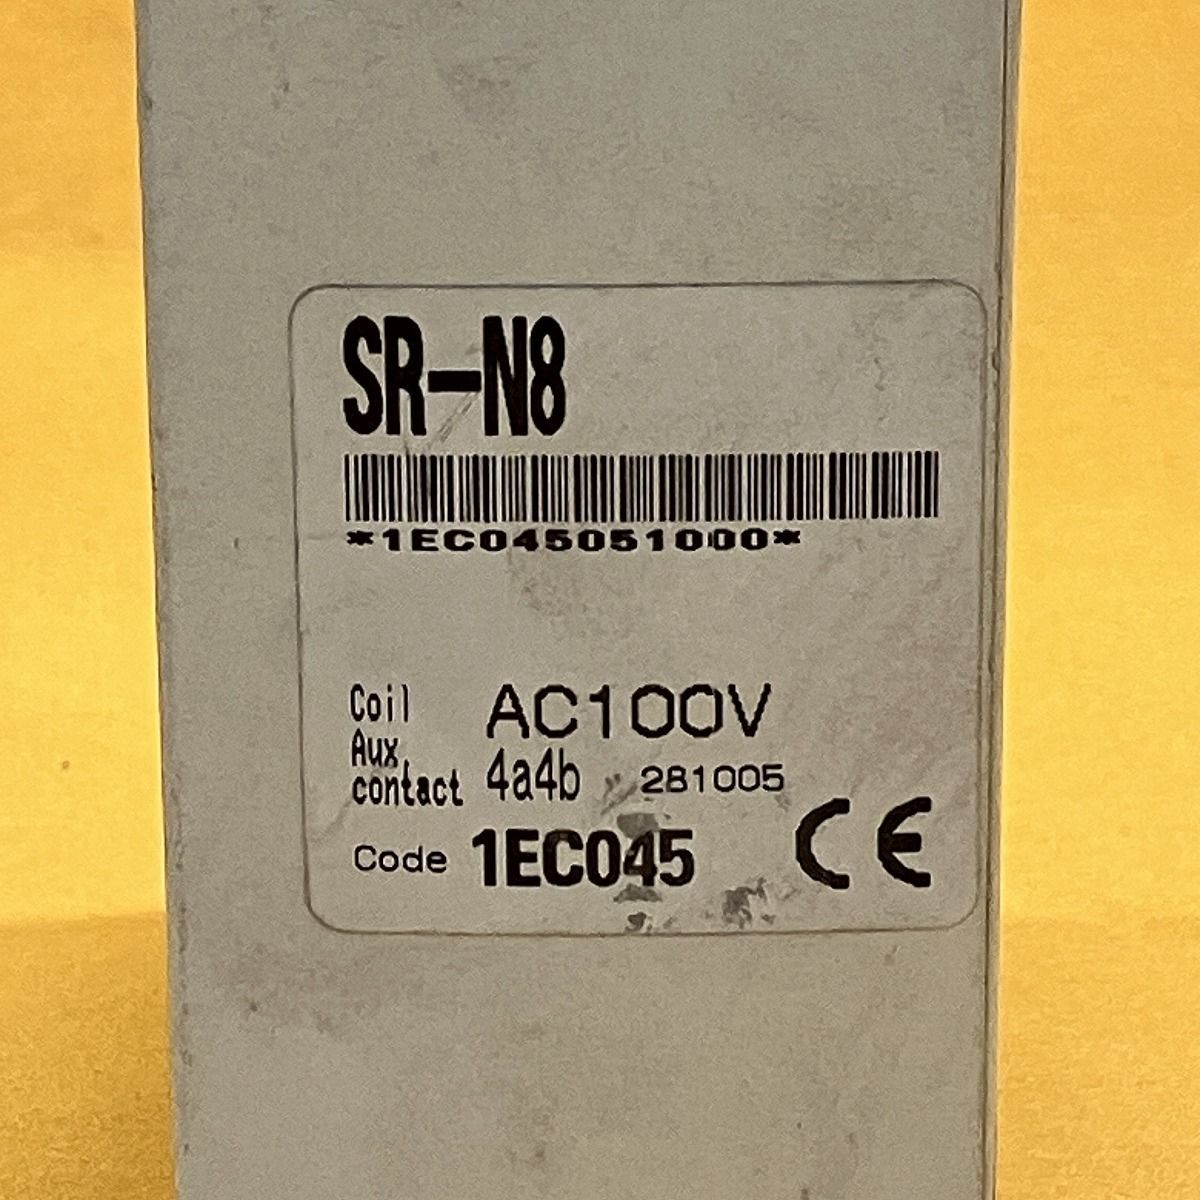 SR-N8
*1EC045051000*
Coil AC100V
Aux.
contact 4a4b 281005
Code 1EC045 CE